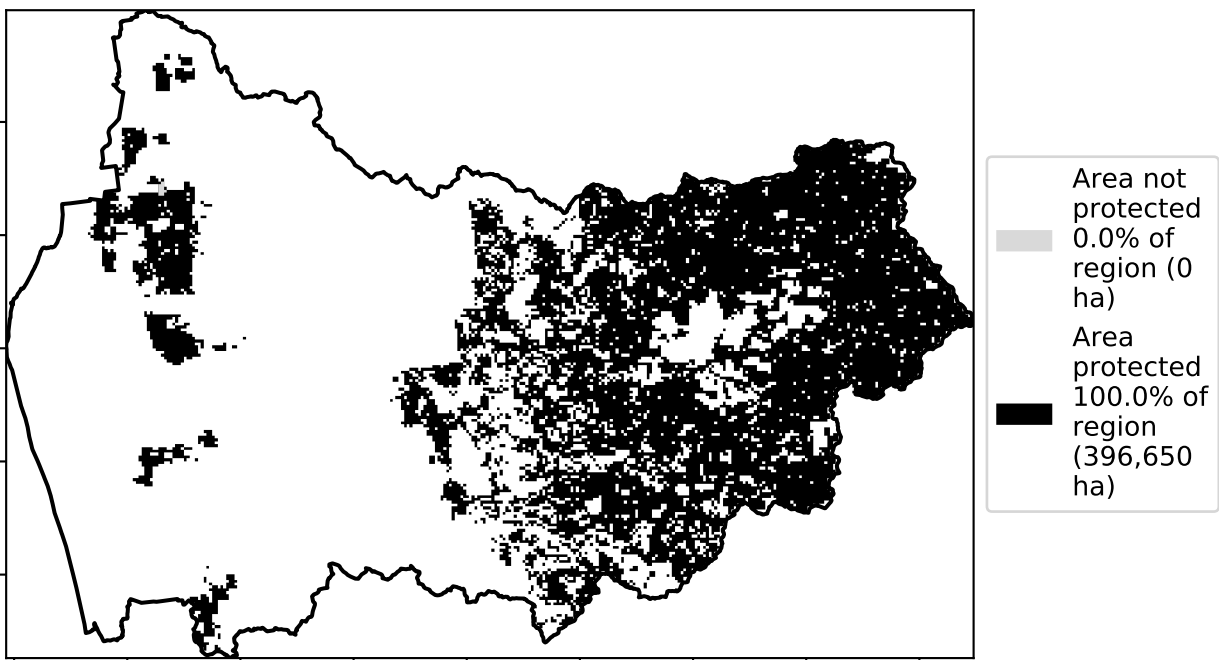 Area not
protected
0.0% of
region (0
ha)
Area
protected
100.0% of
region
(396,650
ha)